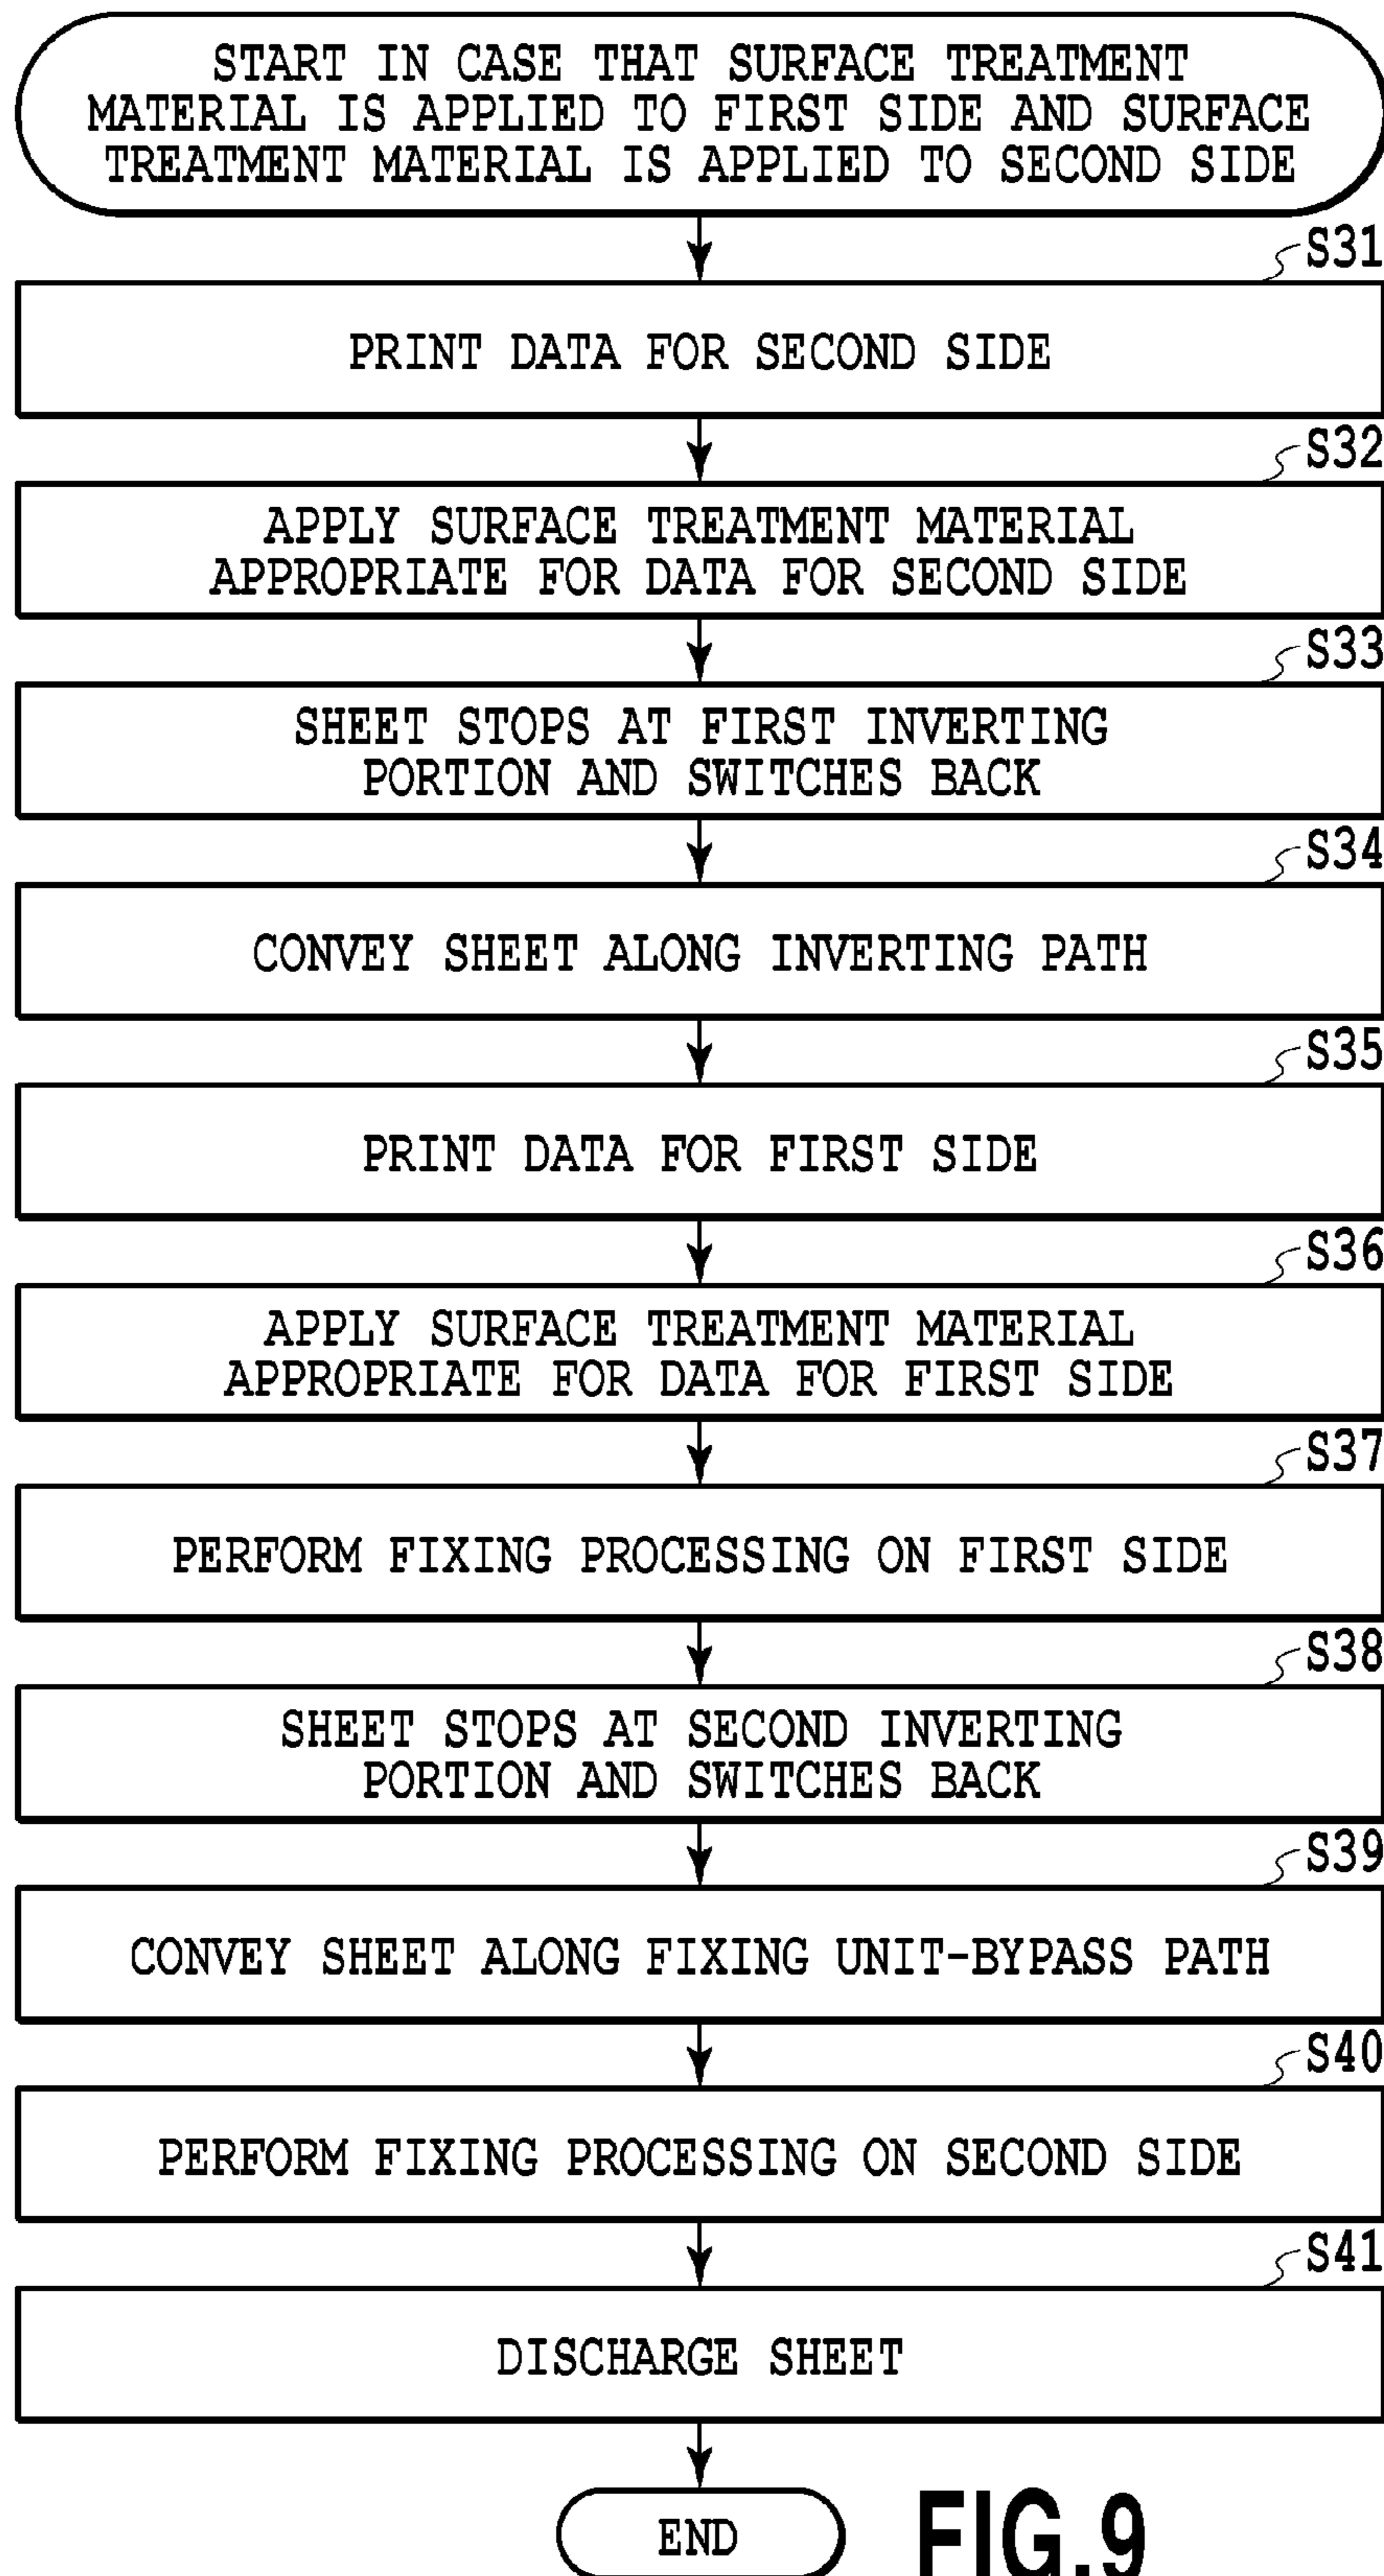 START IN CASE THAT SURFACE TREATMENT
MATERIAL IS APPLIED TO FIRST SIDE AND SURFACE
TREATMENT MATERIAL IS APPLIED TO SECOND SIDE
S31
PRINT DATA FOR SECOND SIDE
S32
APPLY SURFACE TREATMENT MATERIAL
APPROPRIATE FOR DATA FOR SECOND SIDE
S33
SHEET STOPS AT FIRST INVERTING
PORTION AND SWITCHES BACK
S34
CONVEY SHEET ALONG INVERTING PATH
S35
PRINT DATA FOR FIRST SIDE
S36
APPLY SURFACE TREATMENT MATERIAL
APPROPRIATE FOR DATA FOR FIRST SIDE
S37
PERFORM FIXING PROCESSING ON FIRST SIDE
S38
SHEET STOPS AT SECOND INVERTING
PORTION AND SWITCHES BACK
S39
CONVEY SHEET ALONG FIXING UNIT-BYPASS PATH
S40
PERFORM FIXING PROCESSING ON SECOND SIDE
S41
DISCHARGE SHEET
END
FIG.9